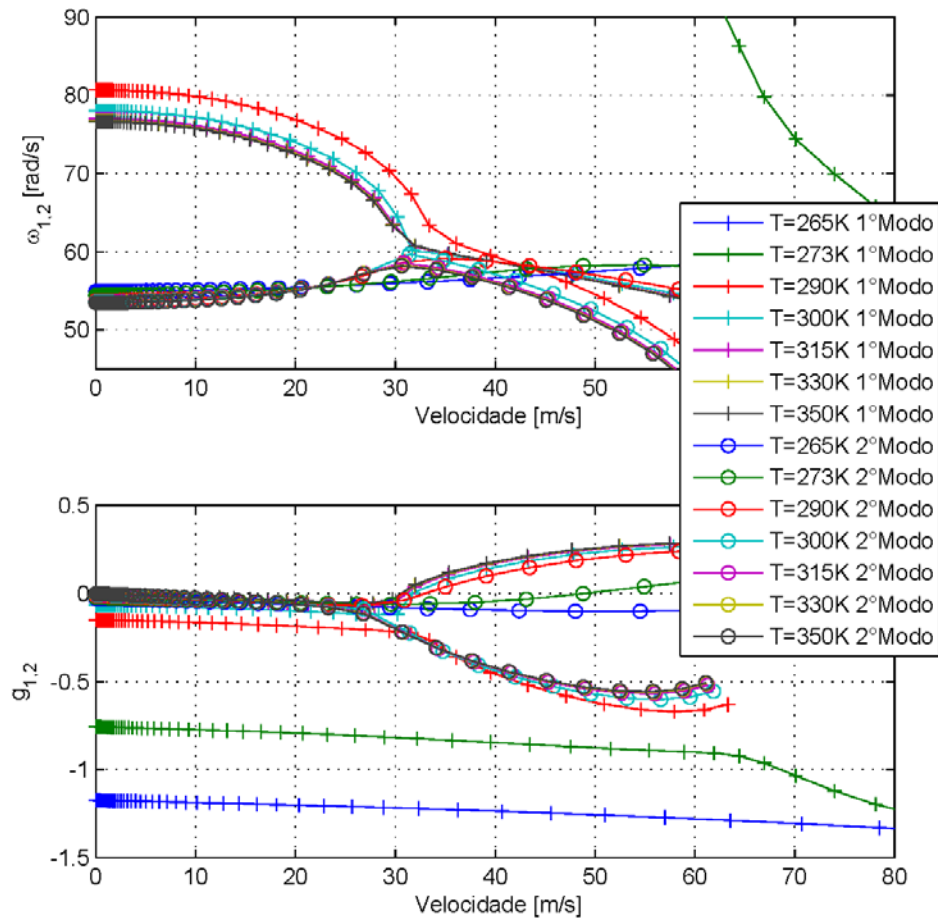 90
80
70
60
50
ω1,2 [rad/s]
0 10 20 30 40 50
Velocidade [m/s]
T=265K 1°Modo
T=273K 1°Modo
T=290K 1°Modo
T=300K 1°Modo
T=315K 1°Modo
T=330K 1°Modo
T=350K 1°Modo
T=265K 2°Modo
T=273K 2°Modo
T=290K 2°Modo
T=300K 2°Modo
T=315K 2°Modo
T=330K 2°Modo
T=350K 2°Modo
0.5
0
-0.5
-1
-1.5
g1,2
0 10 20 30 40 50 60 70 80
Velocidade [m/s]